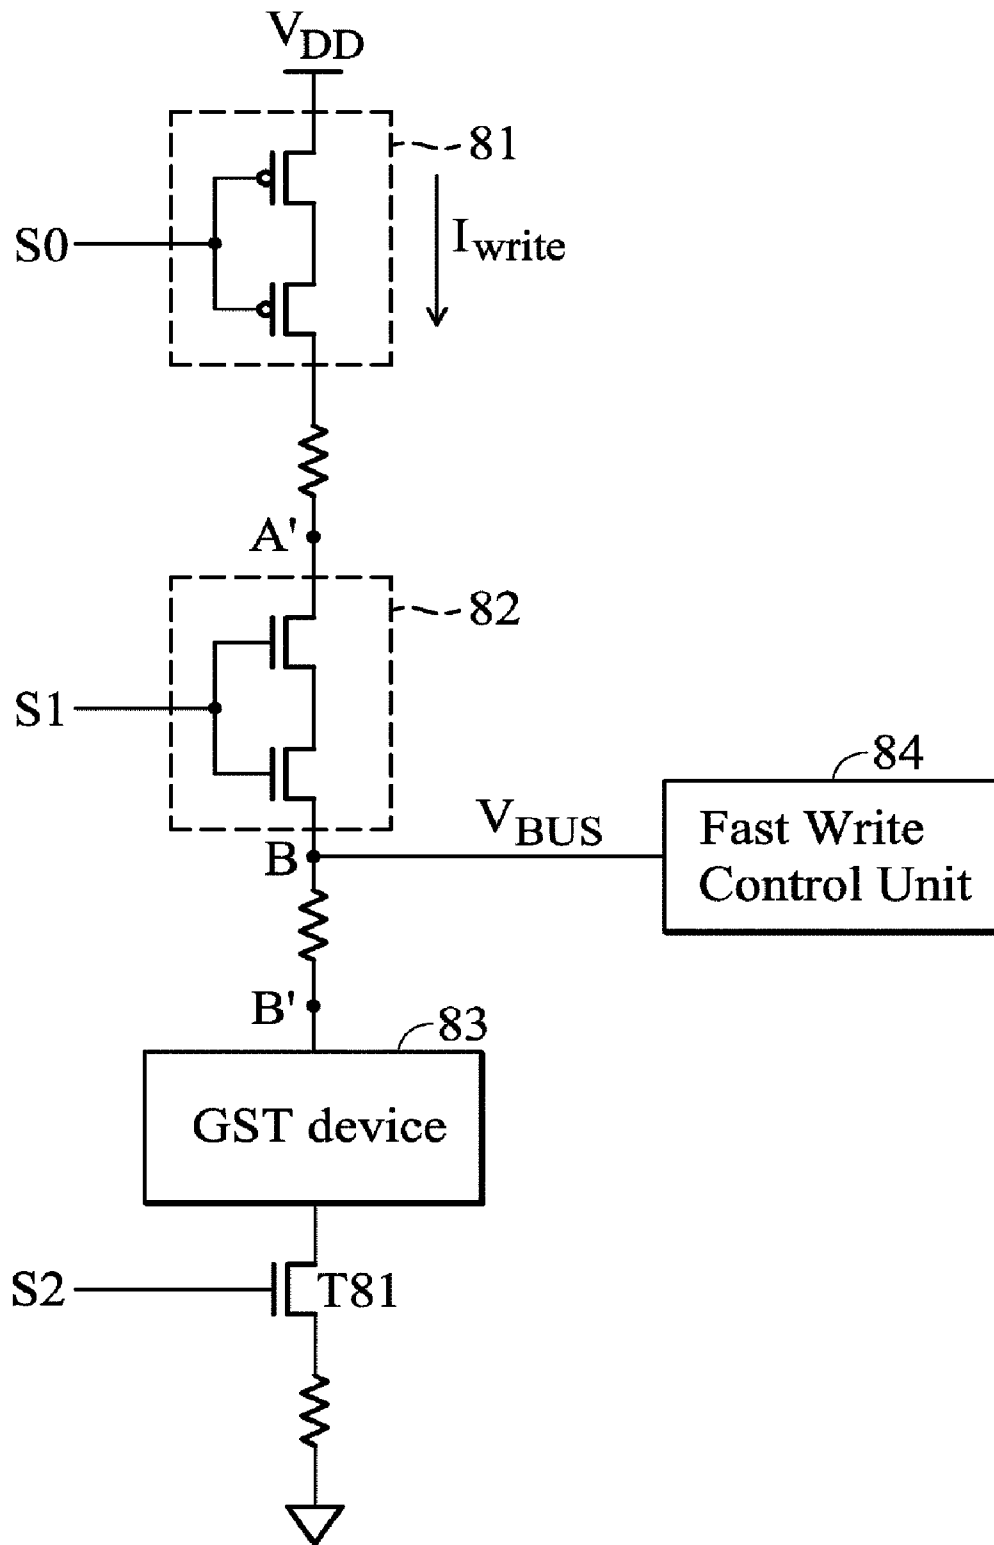 VDD
81
S0
Iwrite
A'
82
S1
84
VBUS
Fast Write
Control Unit
B
B'
83
GST device
S2
T81